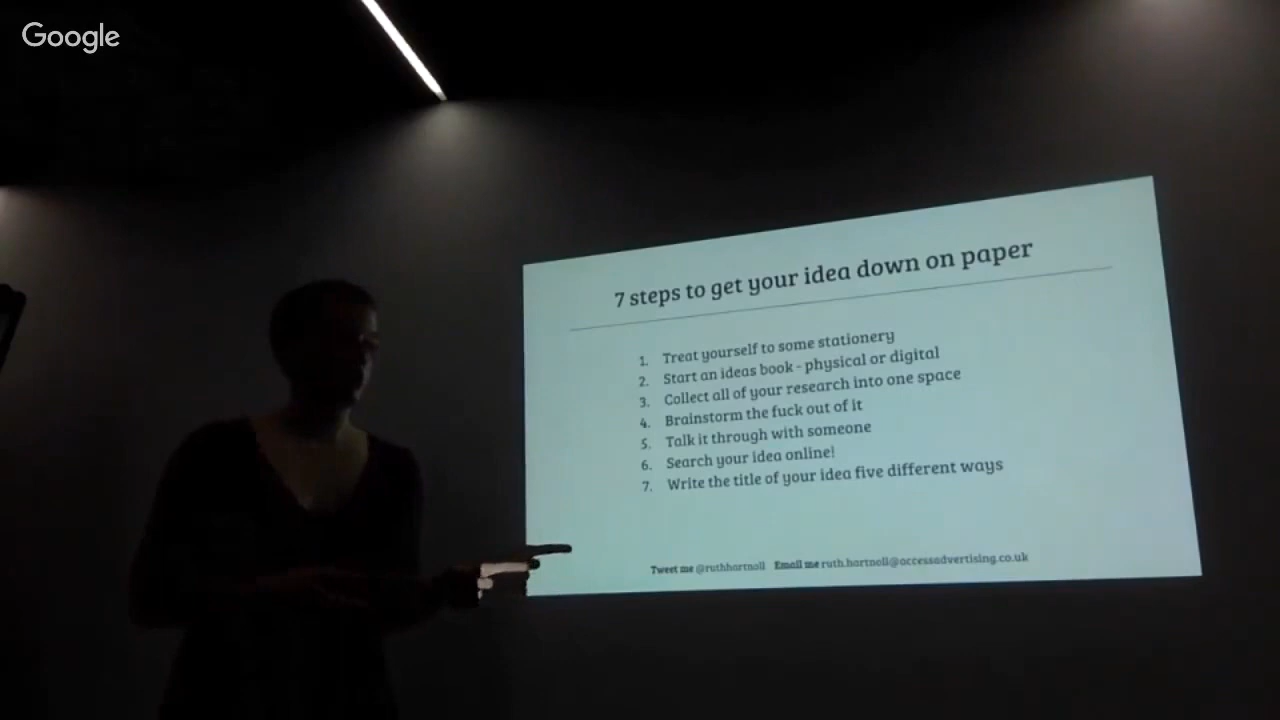 Google
7 steps to get your idea down on paper
1. Treat yourself to some stationery
2. Start an ideas book - physical or digital
3. Collect all of your research into one space
4. Brainstorm the fuck out of it
5. Talk it through with someone
6. Search your idea online!
7. Write the title of your idea five different ways
Tweet me @ruthhartnoll Email me ruth.hartnoll@accessadvertising.co.uk